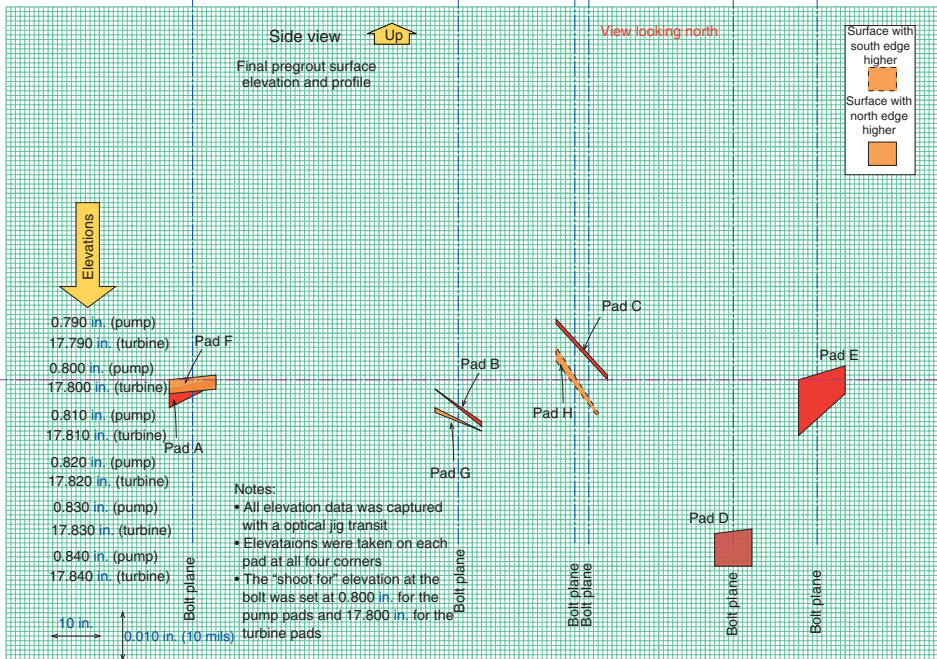 Side view
Up
View looking north
Final pregrout surface
elevation and profile
Surface with
south edge
higher
Surface with
north edge
higher
Elevations
0.790 in. (pump)
17.790 in. (turbine)
0.800 in. (pump)
17.800 in. (turbine)
0.810 in. (pump)
17.810 in. (turbine)
0.820 in. (pump)
17.820 in. (turbine)
0.830 in. (pump)
17.830 in. (turbine)
0.840 in. (pump)
17.840 in. (turbine)
Pad F
Pad A
Pad B
Pad G
Pad C
Pad H
Pad E
Pad D
Notes:
• All elevation data was captured
with a optical jig transit
• Elevataions were taken on each
pad at all four corners
• The “shoot for” elevation at the
bolt was set at 0.800 in. for the
pump pads and 17.800 in. for the
turbine pads
Bolt plane
Bolt plane
Bolt plane
Bolt plane
Bolt plane
Bolt plane
10 in.
0.010 in. (10 mils)